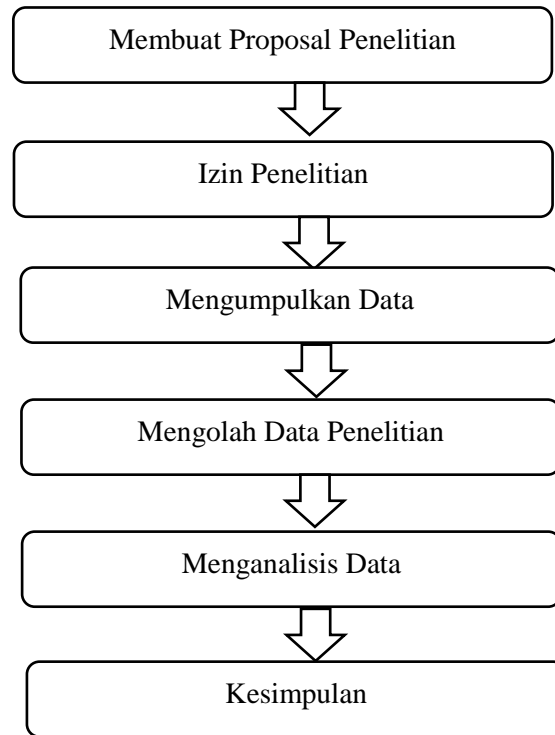 Membuat Proposal Penelitian
Izin Penelitian
Mengumpulkan Data
Mengolah Data Penelitian
Menganalisis Data
Kesimpulan